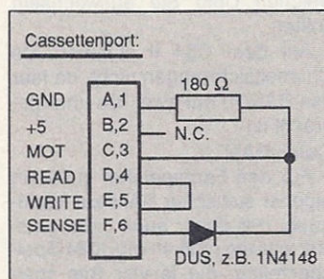 Cassettenport:
180 Ω
GND A,1
+5 B,2 N.C.
MOT C,3
READ D,4
WRITE E,5
SENSE F,6
DUS, z.B. 1N4148